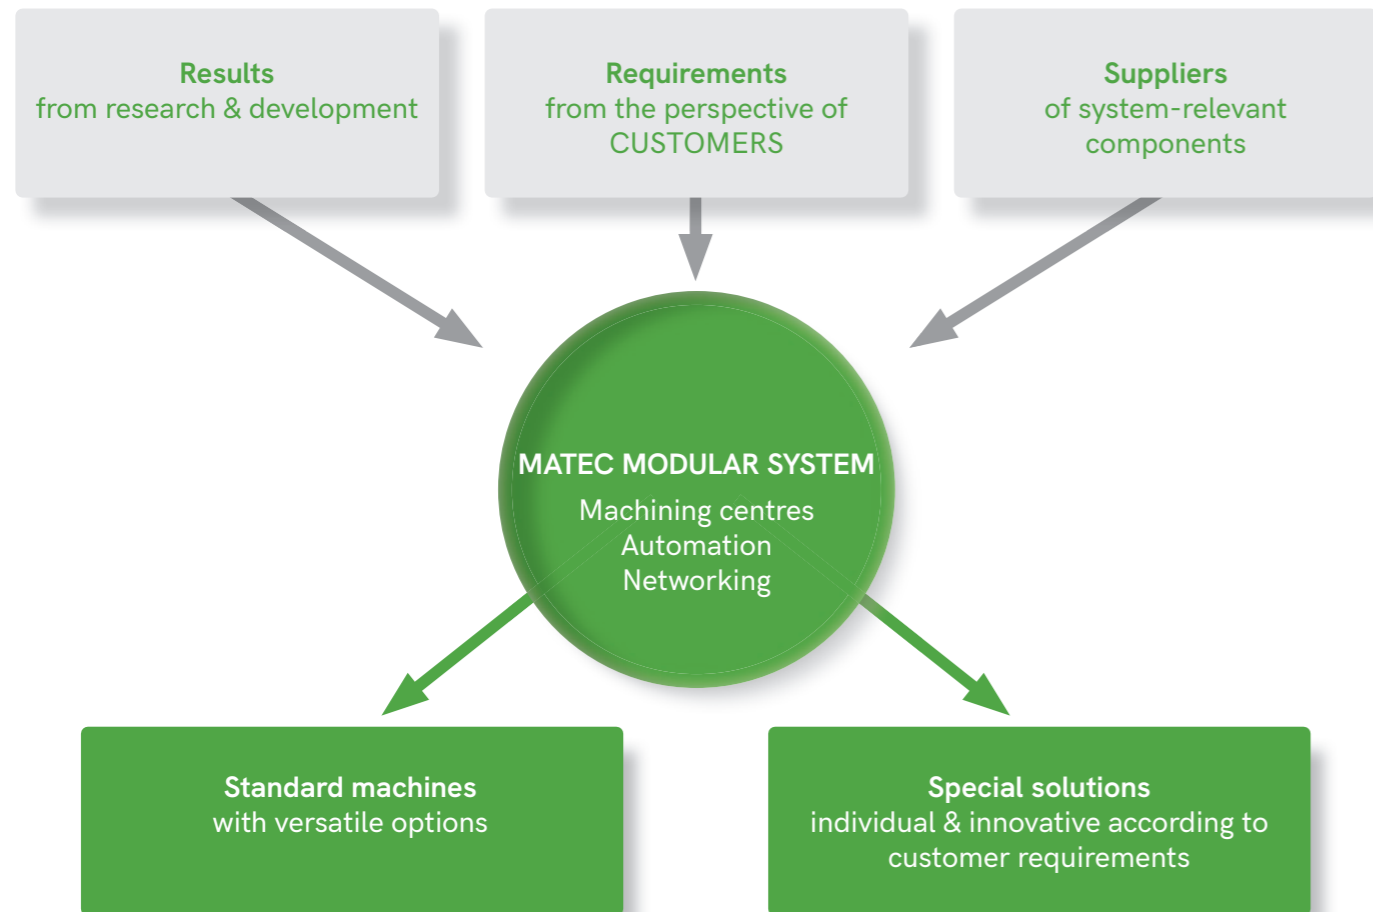 Results
from research & development
Requirements
from the perspective of
CUSTOMERS
Suppliers
of system-relevant
components
MATEC MODULAR SYSTEM
Machining centres
Automation
Networking
Standard machines
with versatile options
Special solutions
individual & innovative according to
customer requirements